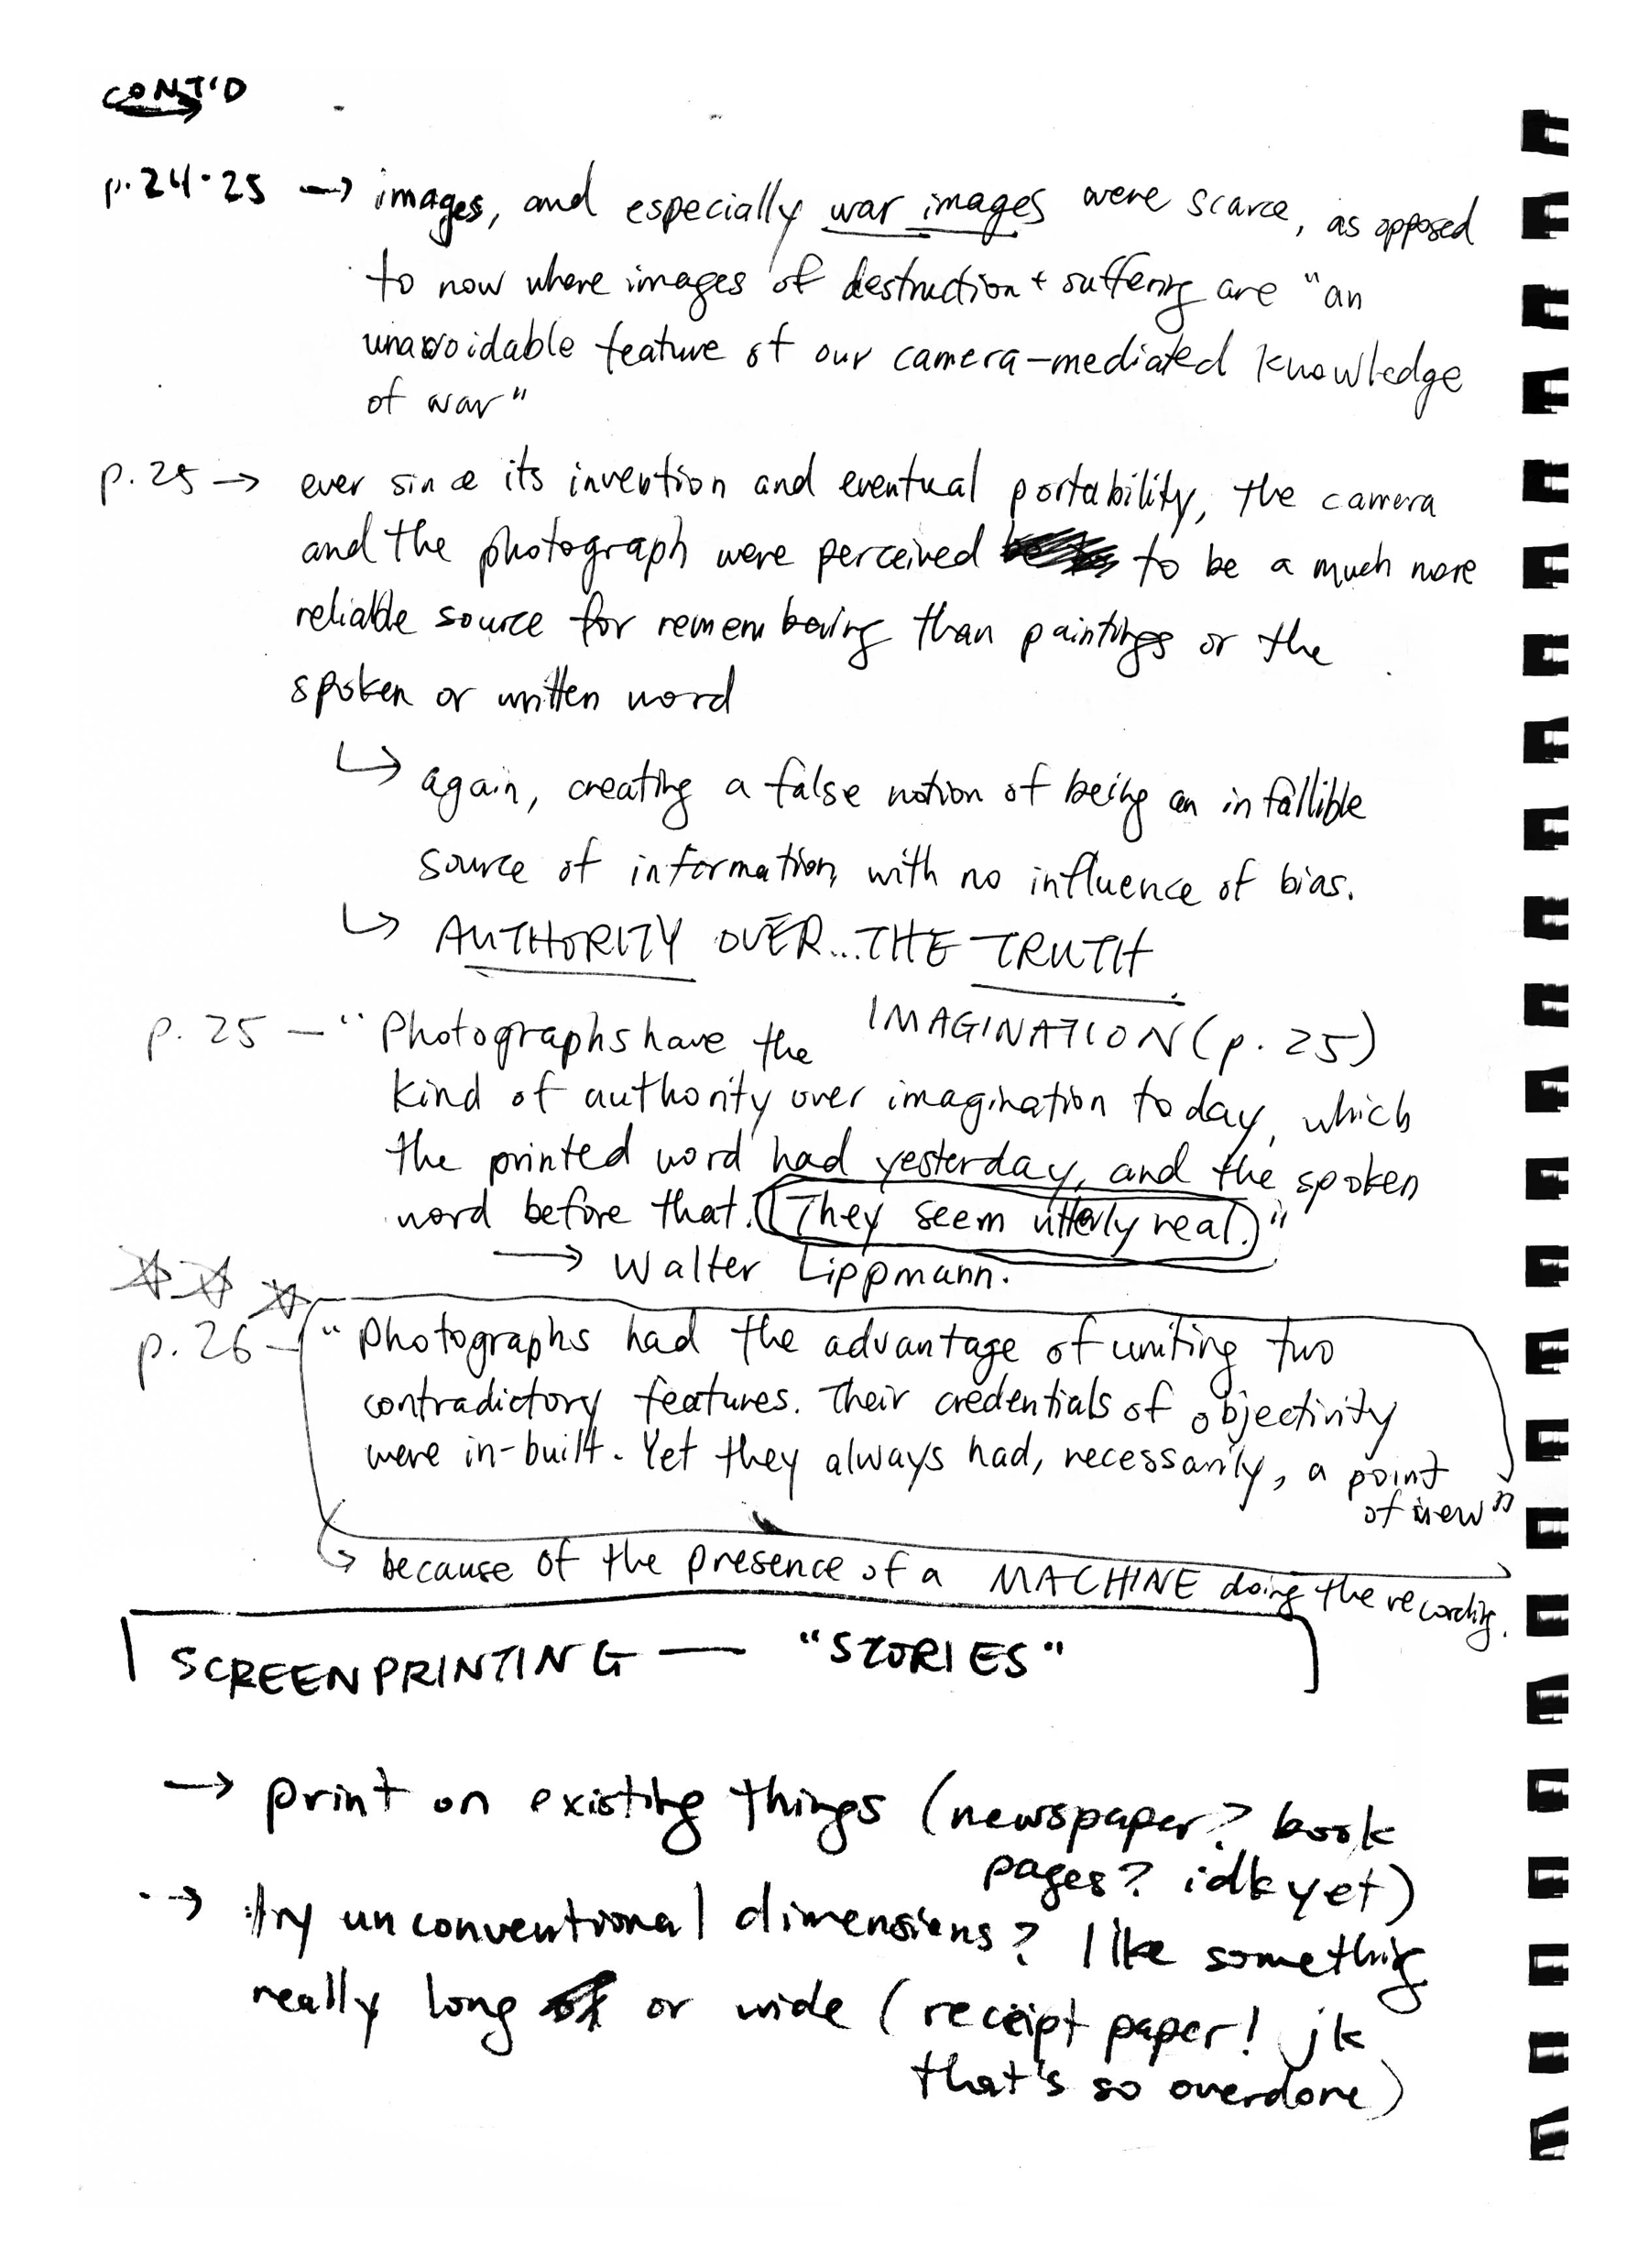 CONT'D
p. 24-25 → images, and especially war images were scarce, as opposed
to now where images of destruction + suffering are "an
unavoidable feature of our camera-mediated knowledge
of war"
p. 25 → ever since its invention and eventual portability, the camera
and the photograph were perceived to be a much more
reliable source for remembering than paintings or the
spoken or written word
↳ again, creating a false notion of being an infallible
source of information, with no influence of bias.
↳ AUTHORITY OVER... THE TRUTH
IMAGINATION (p. 25)
p. 25 — "Photographs have the
kind of authority over imagination today, which
the printed word had yesterday, and the spoken
word before that. (They seem utterly real.)"
→ Walter Lippmann.
p. 26 — "Photographs had the advantage of uniting two
contradictory features. Their credentials of objectivity
were in-built. Yet they always had, necessarily, a point
of view"
↳ because of the presence of a MACHINE doing the recording.
SCREENPRINTING — "STORIES"
→ print on existing things (newspaper? book
pages? idk yet)
→ try unconventional dimensions? like something
really long or wide (receipt paper! jk
that's so overdone)